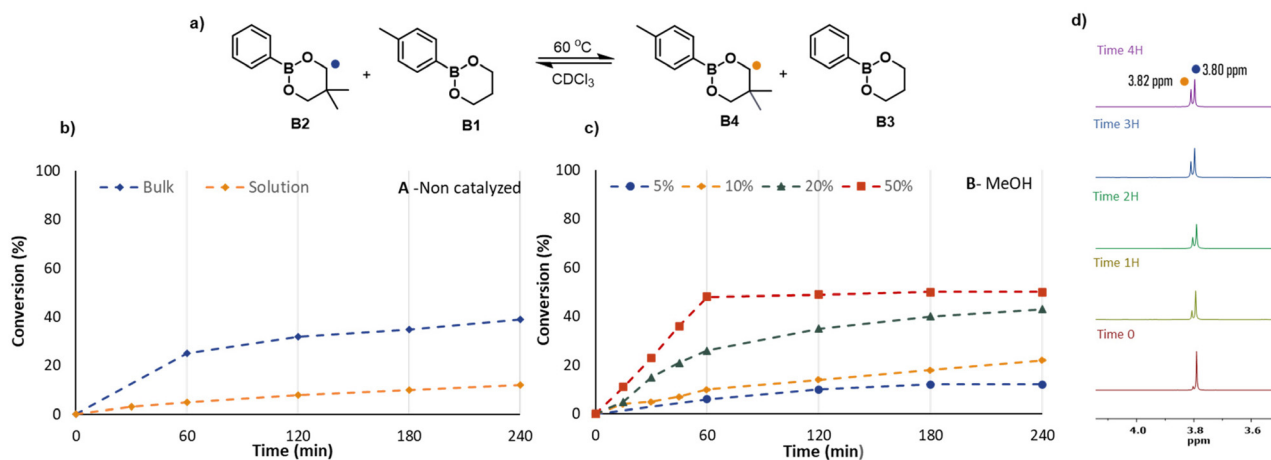 a)
B
O
O
B2
+
B
O
O
B1
60 °C
CDCl3
B
O
O
B4
+
B
O
O
B3
b)
Bulk
Solution
A -Non catalyzed
Conversion (%)
100
80
60
40
20
0
0 60 120 180 240
Time (min)
c)
5% 10% 20% 50%
B- MeOH
Conversion (%)
100
80
60
40
20
0
0 60 120 180 240
Time (min)
d)
Time 4H
3.82 ppm
3.80 ppm
Time 3H
Time 2H
Time 1H
Time 0
4.0 3.8 3.6
ppm